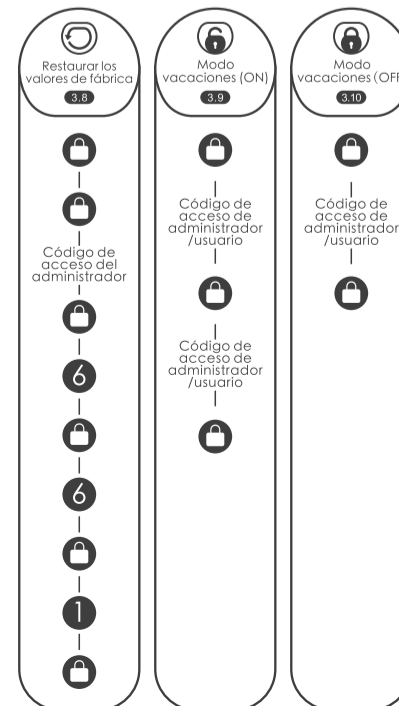 Restaurar los
valores de fábrica
3.8
Código de
acceso del
administrador
6
6
1
Modo
vacaciones (ON)
3.9
Código de
acceso de
administrador
/usuario
Código de
acceso de
administrador
/usuario
Modo
vacaciones (OFF
3.10
Código de
acceso de
administrador
/usuario